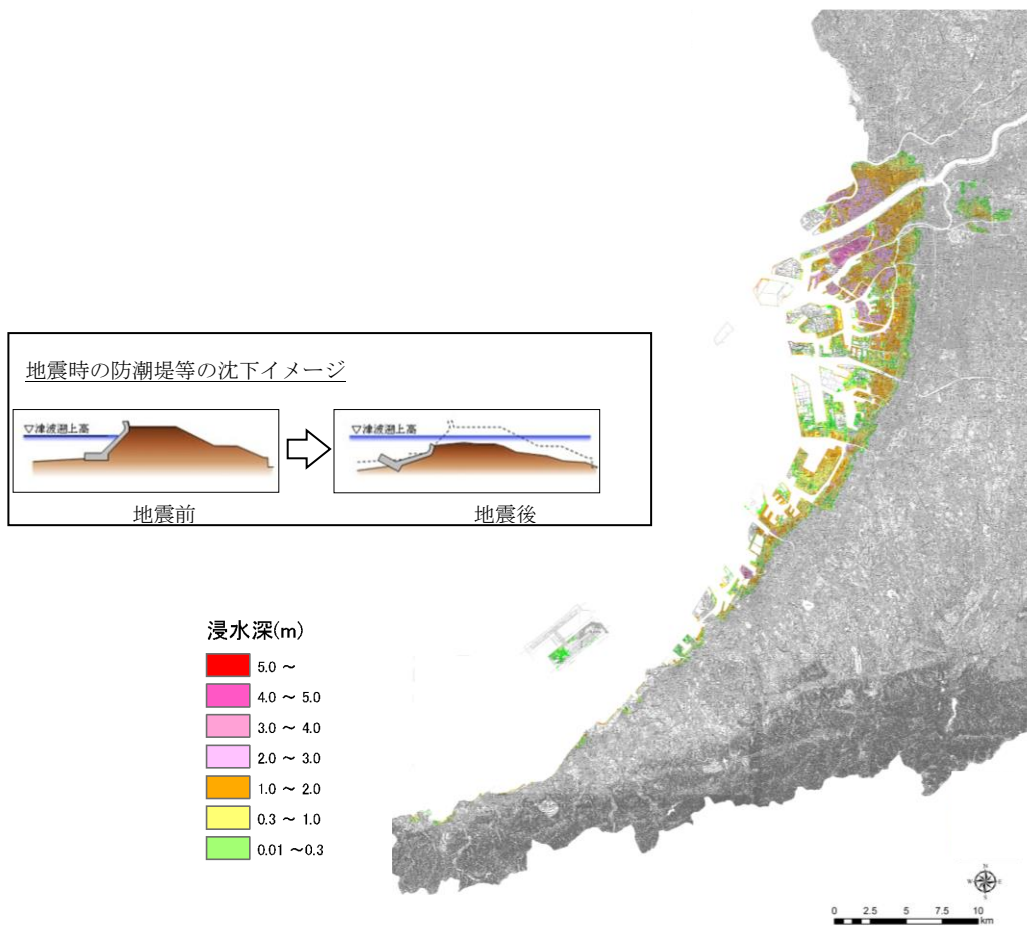 地震時の防潮堤等の沈下イメージ
▽津波遡上高
▽津波遡上高
地震前
地震後
浸水深(m)
5.0 ～
4.0 ～ 5.0
3.0 ～ 4.0
2.0 ～ 3.0
1.0 ～ 2.0
0.3 ～ 1.0
0.01 ～0.3
N
W
E
S
0 2.5 5 7.5 10
km